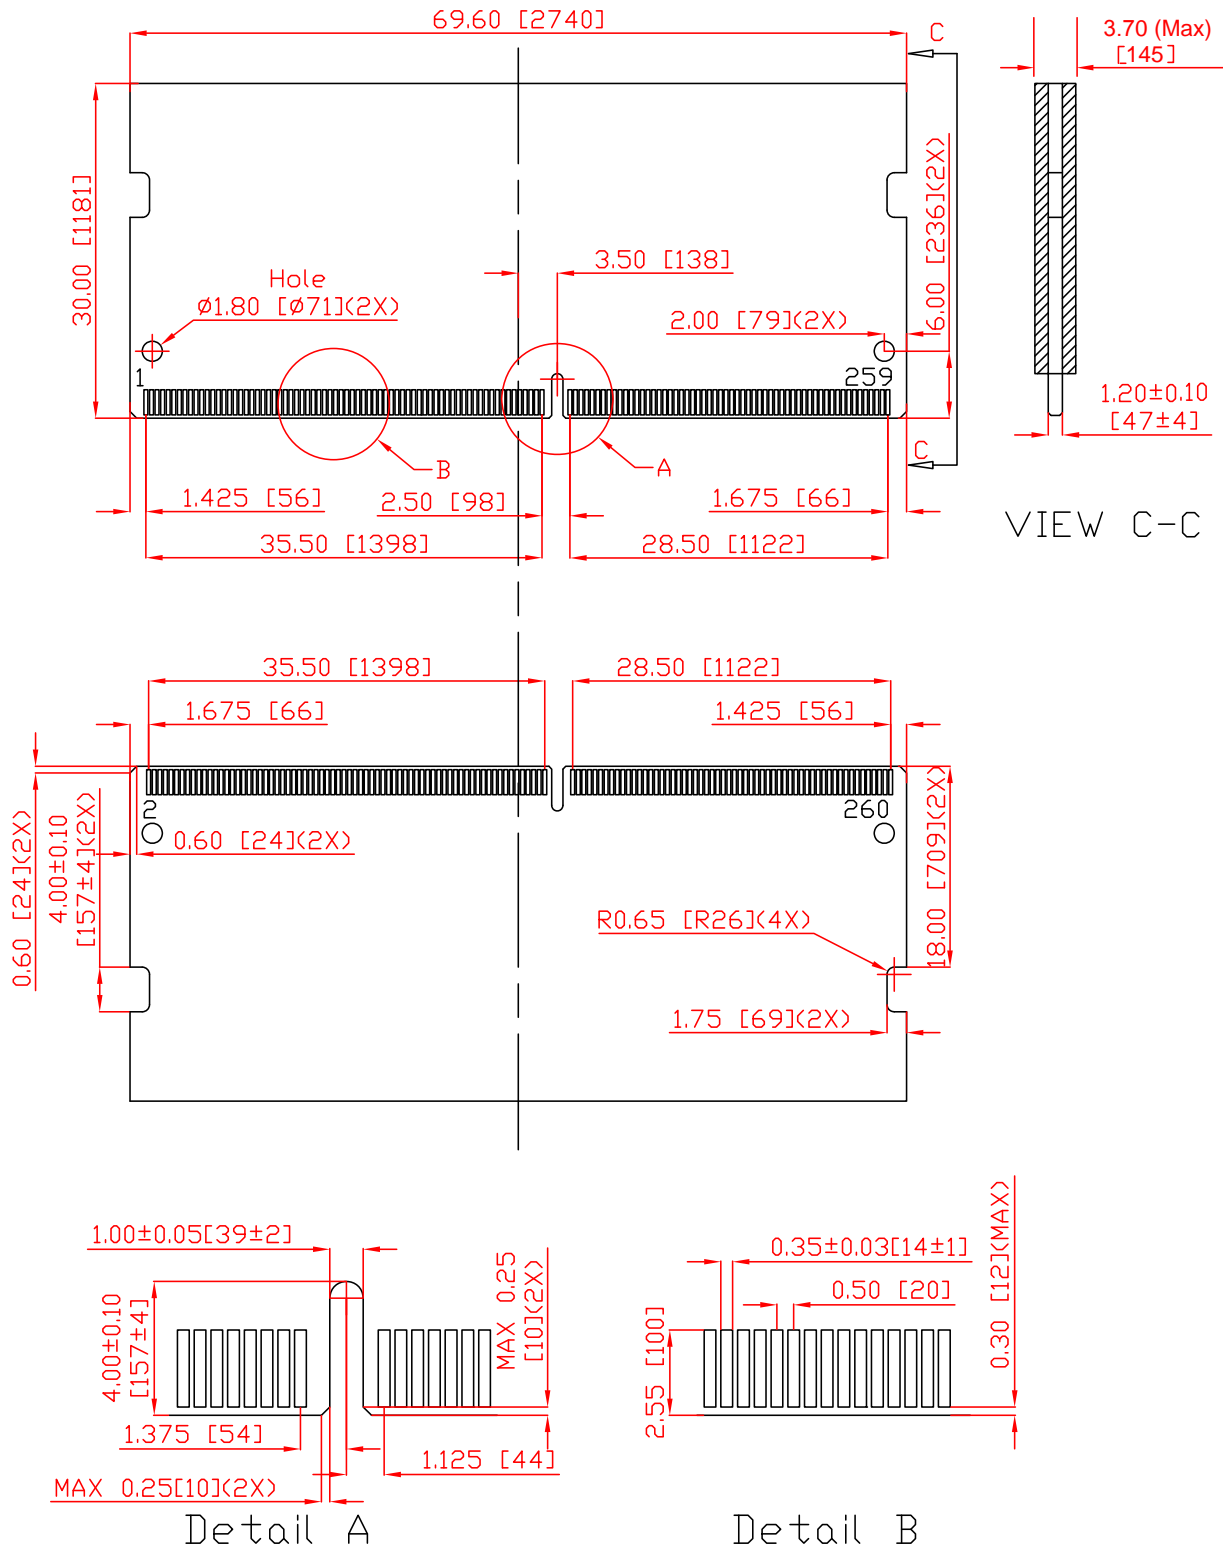 69.60 [2740]
C
3.70 (Max)
[145]
30.00 [1181]
6.00 [236](2X)
3.50 [138]
Hole
Ø1.80 [Ø71](2X)
2.00 [79](2X)
1
259
1.20±0.10
[47±4]
B
A
C
1.425 [56]
2.50 [98]
1.675 [66]
VIEW C-C
35.50 [1398]
28.50 [1122]
35.50 [1398]
28.50 [1122]
1.675 [66]
1.425 [56]
2
260
0.60 [24](2X)
0.60 [24](2X)
4.00±0.10
[157±4](2X)
18.00 [709](2X)
R0.65 [R26](4X)
1.75 [69](2X)
1.00±0.05[39±2]
4.00±0.10
[157±4]
MAX 0.25
[10](2X)
1.375 [54]
1.125 [44]
MAX 0.25[10](2X)
Detail A
0.35±0.03[14±1]
0.50 [20]
2.55 [100]
0.30 [12](MAX)
Detail B